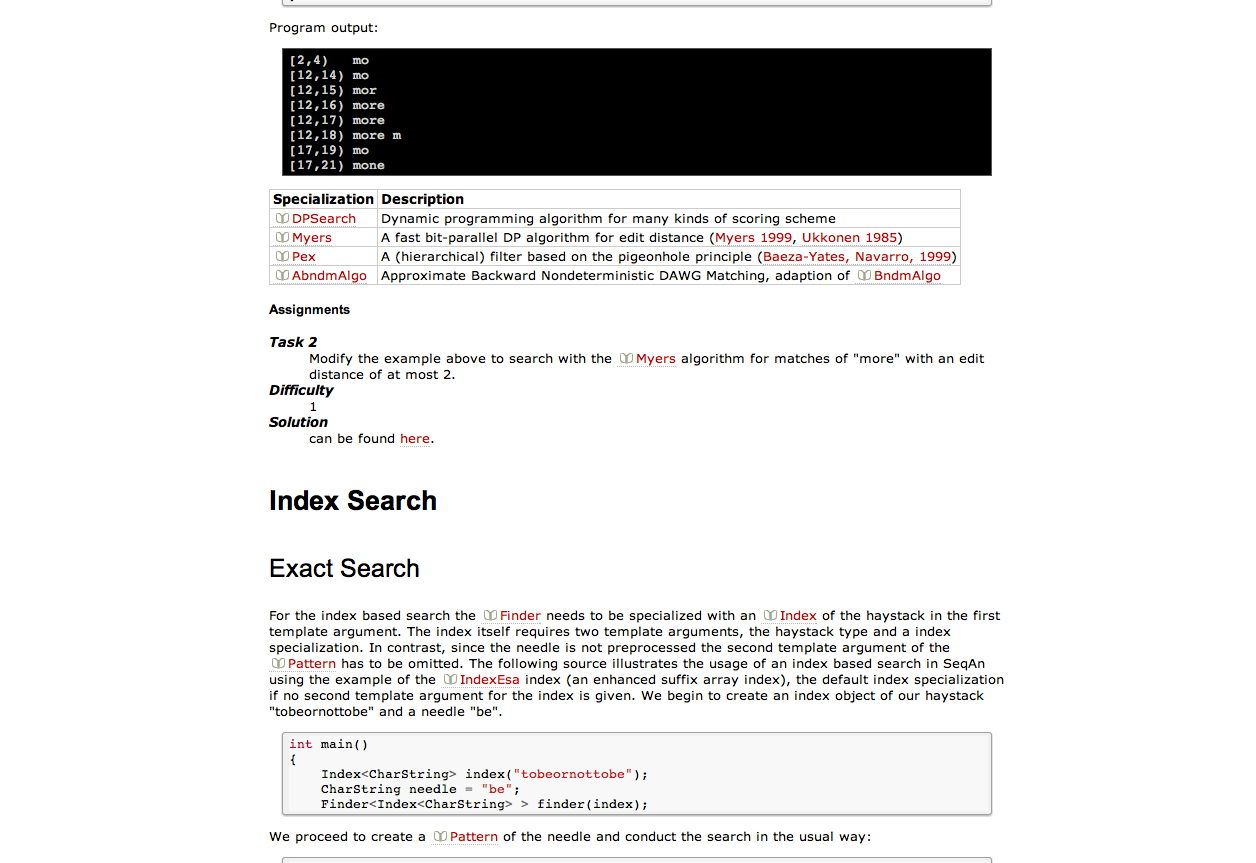 Program output:
[2,4)   mo
[12,14) mo
[12,15) mor
[12,16) more
[12,17) more
[12,18) more m
[17,19) mo
[17,21) mone
Specialization Description
DPSearch Dynamic programming algorithm for many kinds of scoring scheme
Myers A fast bit-parallel DP algorithm for edit distance (Myers 1999, Ukkonen 1985)
Pex A (hierarchical) filter based on the pigeonhole principle (Baeza-Yates, Navarro, 1999)
AbndmAlgo Approximate Backward Nondeterministic DAWG Matching, adaption of BndmAlgo
Assignments
Task 2
Modify the example above to search with the Myers algorithm for matches of "more" with an edit
distance of at most 2.
Difficulty
1
Solution
can be found here.
Index Search
Exact Search
For the index based search the Finder needs to be specialized with an Index of the haystack in the first
template argument. The index itself requires two template arguments, the haystack type and a index
specialization. In contrast, since the needle is not preprocessed the second template argument of the
Pattern has to be omitted. The following source illustrates the usage of an index based search in SeqAn
using the example of the IndexEsa index (an enhanced suffix array index), the default index specialization
if no second template argument for the index is given. We begin to create an index object of our haystack
"tobeornottobe" and a needle "be".
int main()
{
    Index<CharString> index("tobeornottobe");
    CharString needle = "be";
    Finder<Index<CharString> > finder(index);
We proceed to create a Pattern of the needle and conduct the search in the usual way: